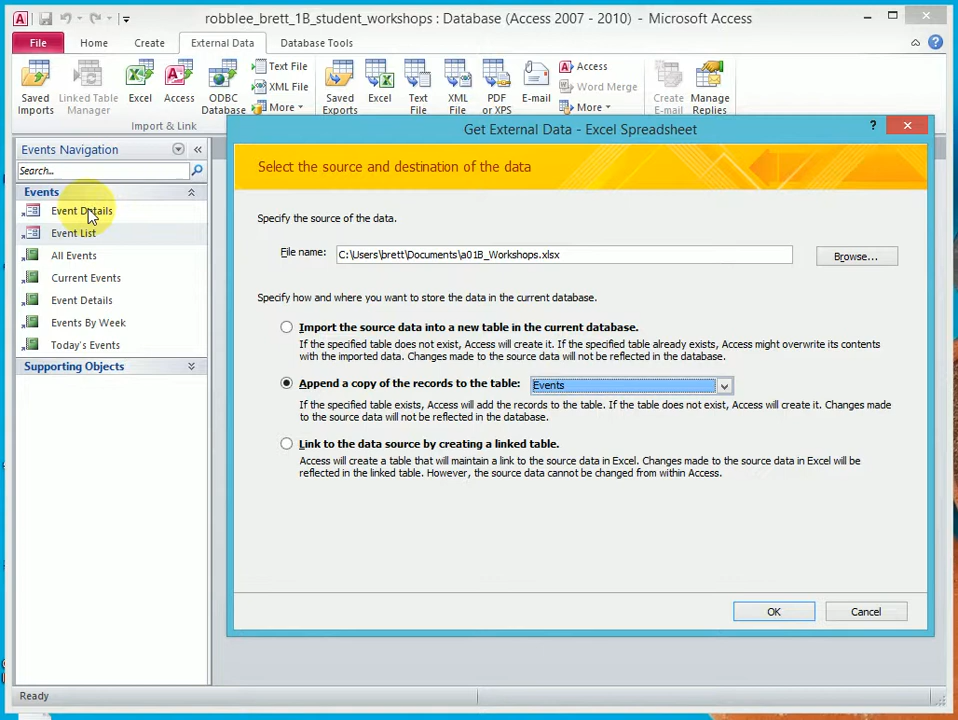 robblee_brett_1B_student_workshops : Database (Access 2007 - 2010) - Microsoft Access
File Home Create External Data Database Tools
Saved Imports
Linked Table Manager
Excel
Access
ODBC Database
Text File
XML File
More
Saved Exports
Excel
Text File
XML File
PDF or XPS
E-mail
Access
Word Merge
More
Create E-mail
Manage Replies
Import & Link
Events Navigation
Search...
Events
Event Details
Event List
All Events
Current Events
Event Details
Events By Week
Today's Events
Supporting Objects
Get External Data - Excel Spreadsheet
Select the source and destination of the data
Specify the source of the data.
File name: C:\Users\brett\Documents\a01B_Workshops.xlsx Browse...
Specify how and where you want to store the data in the current database.
Import the source data into a new table in the current database.
If the specified table does not exist, Access will create it. If the specified table already exists, Access might overwrite its contents
with the imported data. Changes made to the source data will not be reflected in the database.
Append a copy of the records to the table: Events
If the specified table exists, Access will add the records to the table. If the table does not exist, Access will create it. Changes made
to the source data will not be reflected in the database.
Link to the data source by creating a linked table.
Access will create a table that will maintain a link to the source data in Excel. Changes made to the source data in Excel will be
reflected in the linked table. However, the source data cannot be changed from within Access.
OK Cancel
Ready